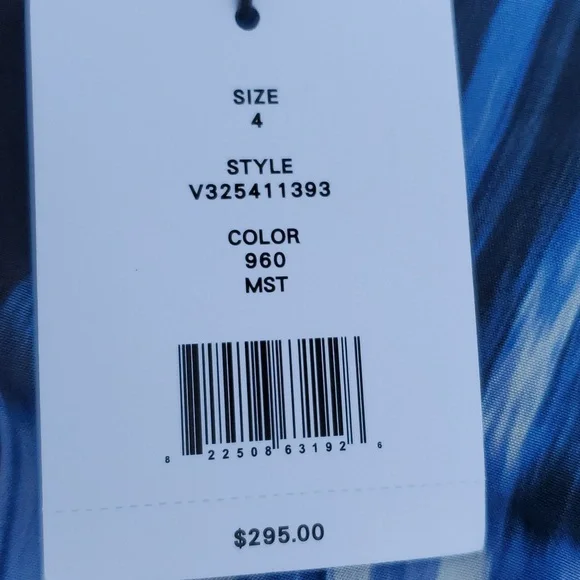 SIZE
4
STYLE
V325411393
COLOR
960
MST
8 22508 63192 6
$295.00